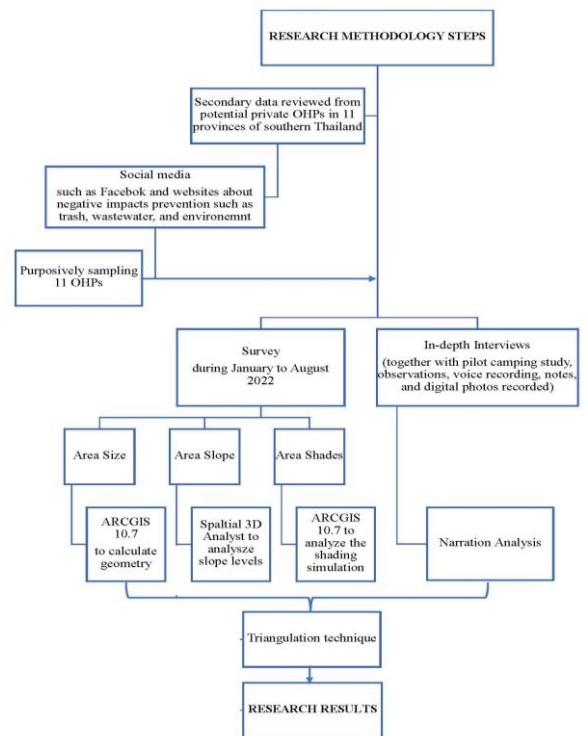 RESEARCH METHODOLOGY STEPS
Secondary data reviewed from
potential private OHPs in 11
provinces of southern Thailand
Social media
such as Facebok and websites about
negative impacts prevention such as
trash, wastewater, and environemnt
Purposively sampling
11 OHPs
Survey
during January to August
2022
In-depth Interviews
(together with pilot camping study,
observations, voice recording, notes,
and digital photos recorded)
Area Size
Area Slope
Area Shades
ARCGIS
10.7
to calculate
geometry
Spaltial 3D
Analyst to
analysze
slope levels
ARCGIS
10.7 to
analyze the
shading
simulation
Narration Analysis
Triangulation technique
RESEARCH RESULTS